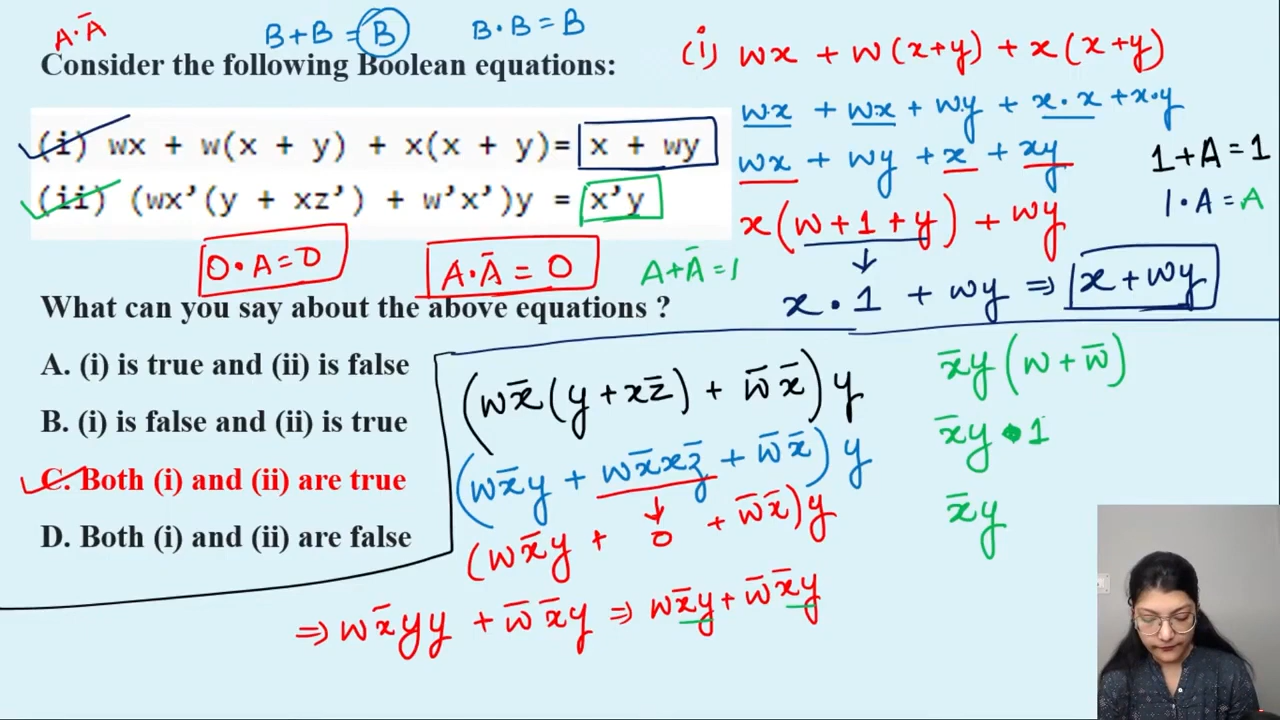 A·Ā
B+B = B
B·B = B
Consider the following Boolean equations:
(i) wx + w(x + y) + x(x + y)= x + wy
(ii) (wx’(y + xz’) + w’x’)y = x’y
0·A=0
A·Ā = 0
A+Ā=1
What can you say about the above equations ?
A. (i) is true and (ii) is false
B. (i) is false and (ii) is true
C. Both (i) and (ii) are true
D. Both (i) and (ii) are false
(i) wx + w(x+y) + x(x+y)
w·x + wx + wy + x·x + x·y
wx + wy + x + xy
x(w+1+y) + wy
x·1 + wy ⇒ x+wy
1+A=1
1·A=A
(wx̄(y+xz̄) + w̄x̄)y
(wx̄y + wx̄xz̄ + w̄x̄)y
(wx̄y + 0 + w̄x̄)y
⇒ wx̄yy + w̄x̄y ⇒ wx̄y + w̄x̄y
x̄y(w+w̄)
x̄y·1
x̄y